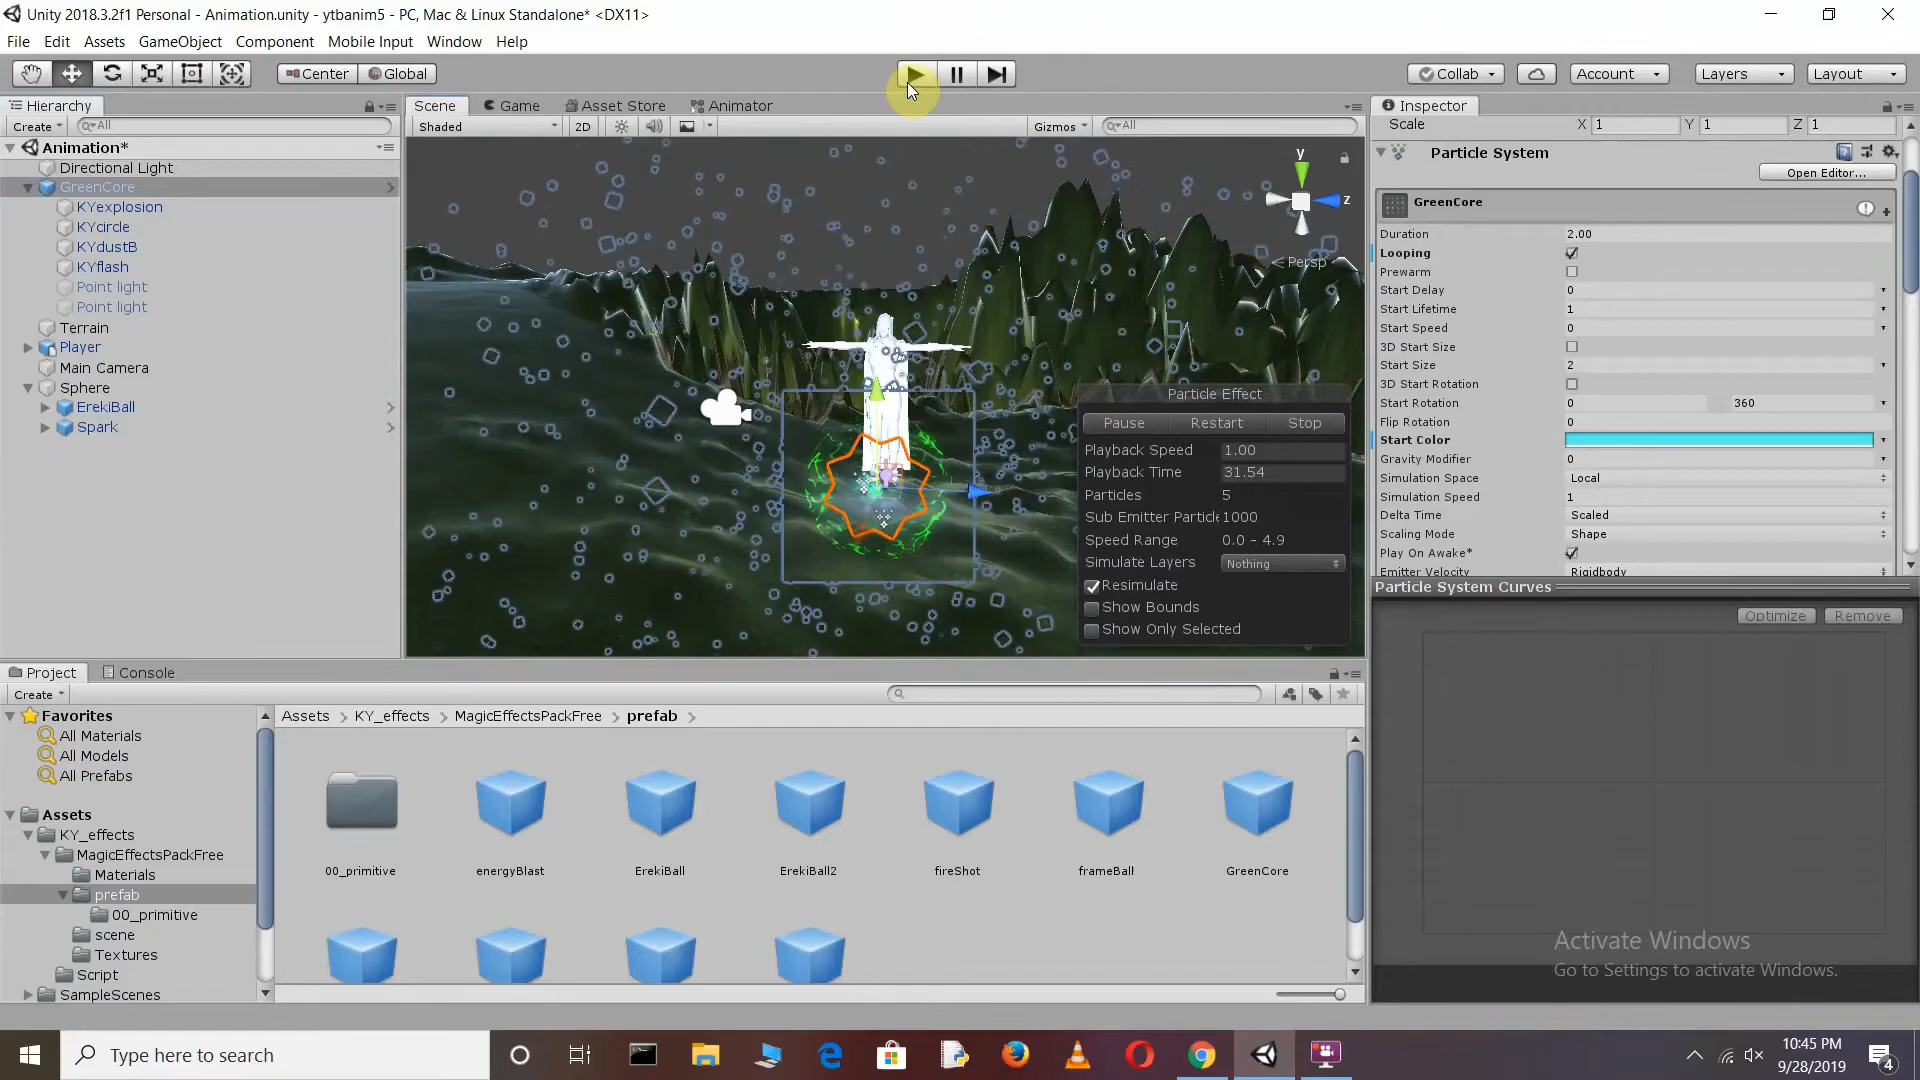 Unity 2018.3.2f1 Personal - Animation.unity - ytbanim5 - PC, Mac & Linux Standalone* <DX11>
File Edit Assets GameObject Component Mobile Input Window Help
Center Global Collab Account Layers Layout
Hierarchy
Create All
Animation*
Directional Light
GreenCore
KYexplosion
KYcircle
KYdustB
KYflash
Point light
Point light
Terrain
Player
Main Camera
Sphere
ErekiBall
Spark
Scene Game Asset Store Animator
Shaded 2D Gizmos All
y
z
Persp
Particle Effect
Pause Restart Stop
Playback Speed 1.00
Playback Time 31.54
Particles 5
Sub Emitter Particle 1000
Speed Range 0.0 - 4.9
Simulate Layers Nothing
Resimulate
Show Bounds
Show Only Selected
Inspector
Scale X 1 Y 1 Z 1
Particle System
Open Editor...
GreenCore
Duration 2.00
Looping
Prewarm
Start Delay 0
Start Lifetime 1
Start Speed 0
3D Start Size
Start Size 2
3D Start Rotation
Start Rotation 0 360
Flip Rotation 0
Start Color
Gravity Modifier 0
Simulation Space Local
Simulation Speed 1
Delta Time Scaled
Scaling Mode Shape
Play On Awake*
Emitter Velocity Rigidbody
Particle System Curves
Optimize Remove
Project Console
Create
Favorites
All Materials
All Models
All Prefabs
Assets
KY_effects
MagicEffectsPackFree
Materials
prefab
00_primitive
scene
Textures
Script
SampleScenes
Assets KY_effects MagicEffectsPackFree prefab
00_primitive energyBlast ErekiBall ErekiBall2 fireShot frameBall GreenCore
Activate Windows
Go to Settings to activate Windows.
Type here to search
10:45 PM
9/28/2019
4